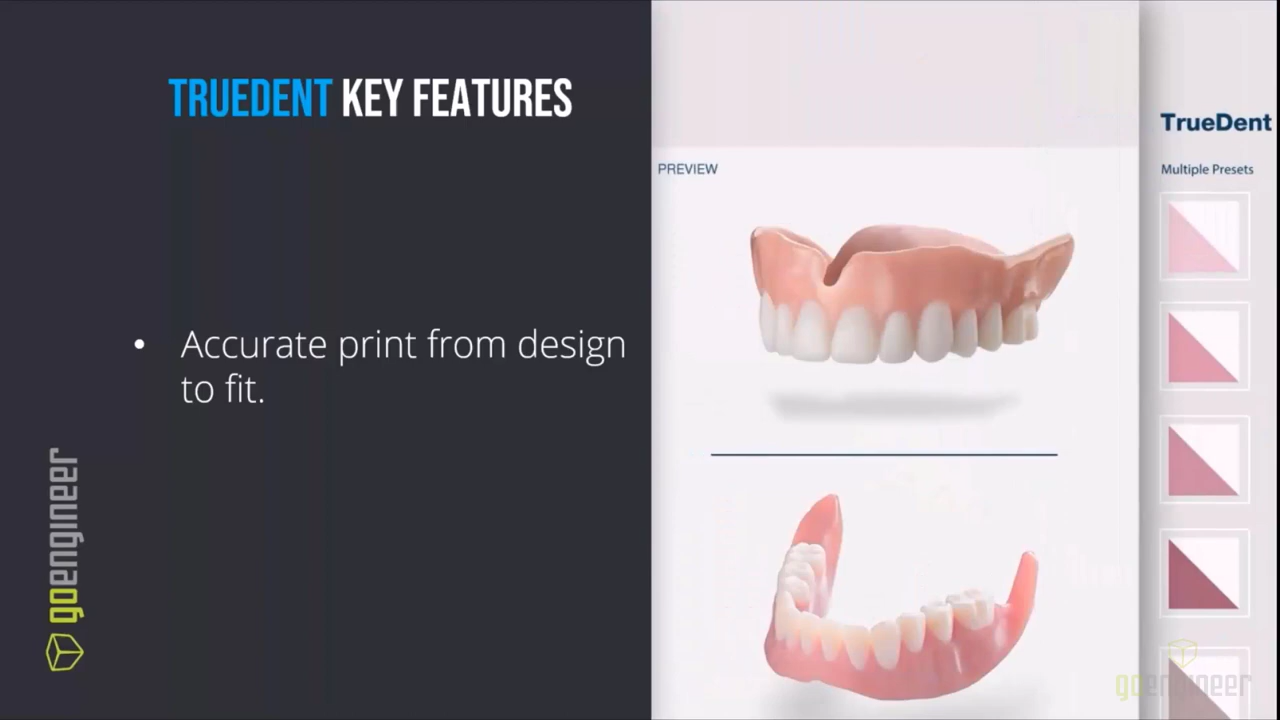 TRUEDENT KEY FEATURES
• Accurate print from design
to fit.
goengineer
PREVIEW
TrueDent
Multiple Presets
goengineer